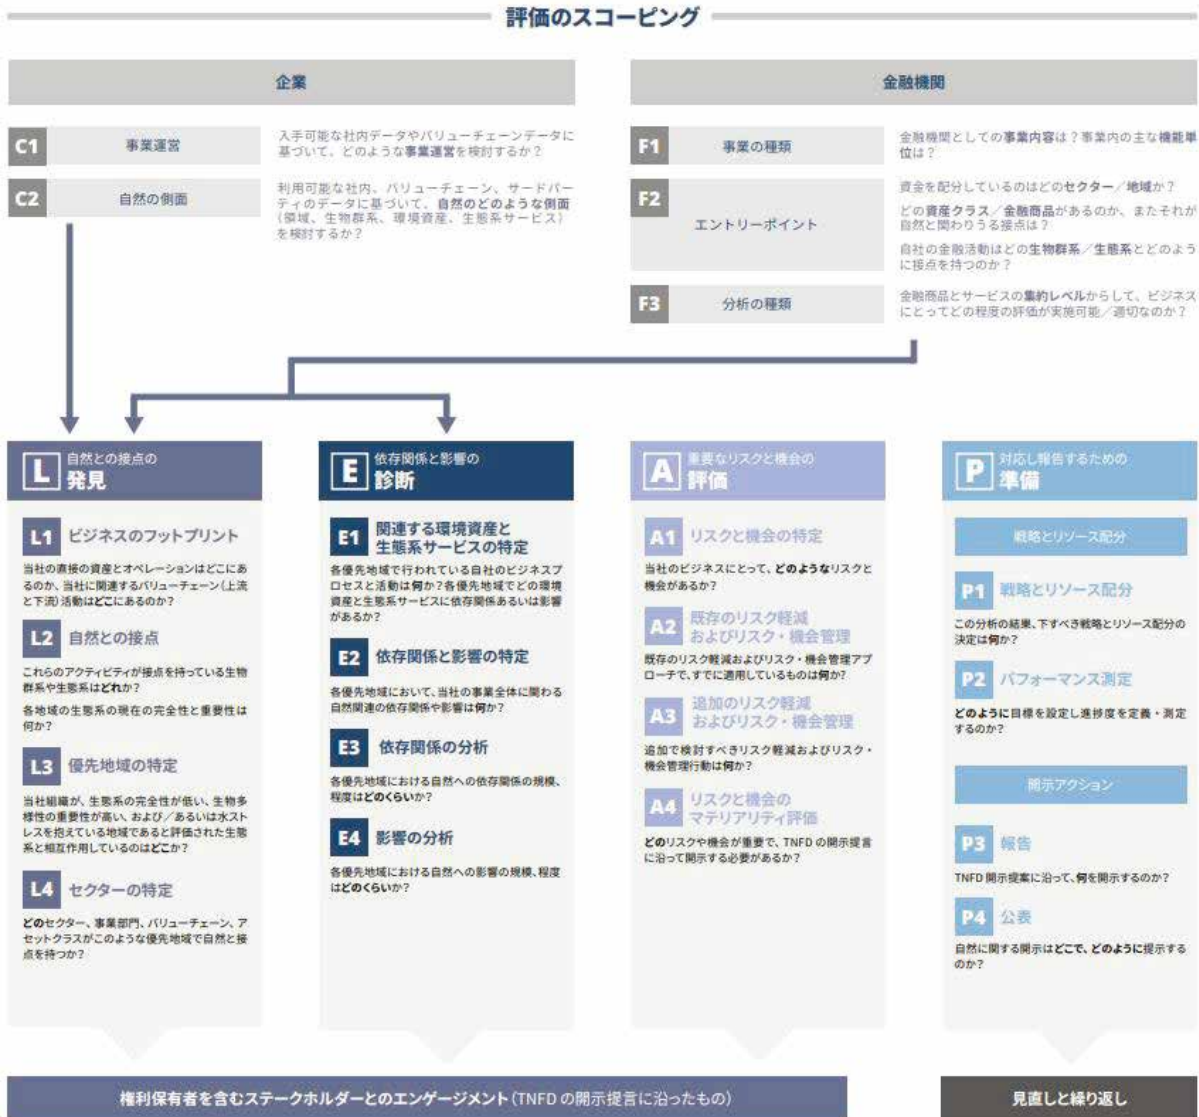 評価のスコーピング
企業
C1
事業運営
入手可能な社内データやバリューチェーンデータに
基づいて、どのような事業運営を検討するか？
C2
自然の側面
利用可能な社内、バリューチェーン、サードパー
ティのデータに基づいて、自然のどのような側面
(領域、生物群系、環境資産、生態系サービス)
を検討するか？
金融機関
F1
事業の種類
金融機関としての事業内容は？事業内の主な機能単
位は？
F2
エントリーポイント
資金を配分しているのはどのセクター／地域か？
どの資産クラス／金融商品があるのか、またそれが
自然と関わりうる接点は？
自社の金融活動はどの生物群系／生態系とどのよう
に接点を持つのか？
F3
分析の種類
金融商品とサービスの集約レベルからして、ビジネス
にとってどの程度の評価が実施可能／適切なのか？
L
自然との接点の
発見
L1
ビジネスのフットプリント
当社の直接の資産とオペレーションはどこにあ
るのか、当社に関連するバリューチェーン(上流
と下流)活動はどこにあるのか？
L2
自然との接点
これらのアクティビティが接点を持っている生物
群系や生態系はどれか？
各地域の生態系の現在の完全性と重要性は
何か？
L3
優先地域の特定
当社組織が、生態系の完全性が低い、生物多
様性の重要性が高い、および／あるいは水スト
レスを抱えている地域であると評価された生態
系と相互作用しているのはどこか？
L4
セクターの特定
どのセクター、事業部門、バリューチェーン、ア
セットクラスがこのような優先地域で自然と接
点を持つか？
E
依存関係と影響の
診断
E1
関連する環境資産と
生態系サービスの特定
各優先地域で行われている自社のビジネスプ
ロセスと活動は何か？各優先地域でどの環境
資産と生態系サービスに依存関係あるいは影響
があるか？
E2
依存関係と影響の特定
各優先地域において、当社の事業全体に関わる
自然関連の依存関係や影響は何か？
E3
依存関係の分析
各優先地域における自然への依存関係の規模、
程度はどのくらいか？
E4
影響の分析
各優先地域における自然への影響の規模、程度
はどのくらいか？
A
重要なリスクと機会の
評価
A1
リスクと機会の特定
当社のビジネスにとって、どのようなリスクと
機会があるか？
A2
既存のリスク軽減
およびリスク・機会管理
既存のリスク軽減およびリスク・機会管理アプ
ローチで、すでに適用しているものは何か？
A3
追加のリスク軽減
およびリスク・機会管理
追加で検討すべきリスク軽減およびリスク・
機会管理行動は何か？
A4
リスクと機会の
マテリアリティ評価
どのリスクや機会が重要で、TNFD の開示提言
に沿って開示する必要があるか？
P
対応し報告するための
準備
戦略とリソース配分
P1
戦略とリソース配分
この分析の結果、下すべき戦略とリソース配分の
決定は何か？
P2
パフォーマンス測定
どのように目標を設定し進捗度を定義・測定
するのか？
開示アクション
P3
報告
TNFD 開示提案に沿って、何を開示するのか？
P4
公表
自然に関する開示はどこで、どのように提示する
のか？
権利保有者を含むステークホルダーとのエンゲージメント(TNFD の開示提言に沿ったもの)
見直しと繰り返し